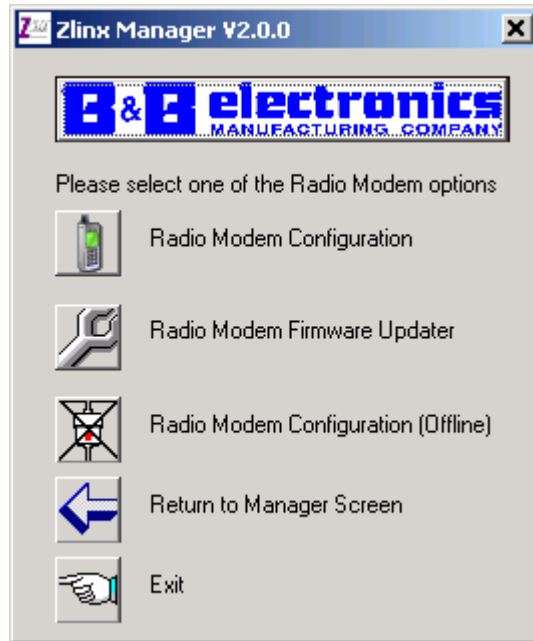 Zlinx Manager V2.0.0
B&B electronics
MANUFACTURING COMPANY
Please select one of the Radio Modem options
Radio Modem Configuration
Radio Modem Firmware Updater
Radio Modem Configuration (Offline)
Return to Manager Screen
Exit